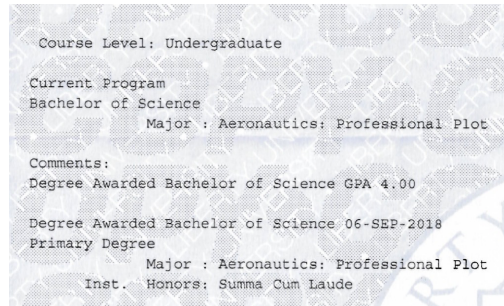 Course Level: Undergraduate
Current Program
Bachelor of Science
Major : Aeronautics: Professional Plot
Comments:
Degree Awarded Bachelor of Science GPA 4.00
Degree Awarded Bachelor of Science 06-SEP-2018
Primary Degree
Major : Aeronautics: Professional Plot
Inst. Honors: Summa Cum Laude